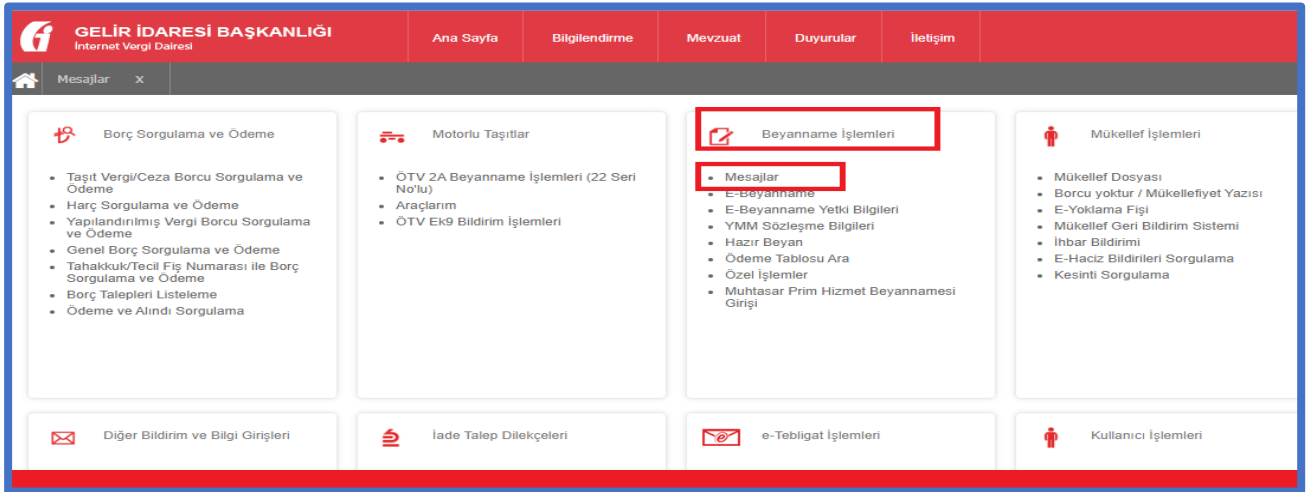 GELİR İDARESİ BAŞKANLIĞI
İnternet Vergi Dairesi
Ana Sayfa
Bilgilendirme
Mevzuat
Duyurular
İletişim
Mesajlar x
Borç Sorgulama ve Ödeme
• Taşıt Vergi/Ceza Borcu Sorgulama ve
Ödeme
• Harç Sorgulama ve Ödeme
• Yapılandırılmış Vergi Borcu Sorgulama
ve Ödeme
• Genel Borç Sorgulama ve Ödeme
• Tahakkuk/Tecil Fiş Numarası ile Borç
Sorgulama ve Ödeme
• Borç Talepleri Listeleme
• Ödeme ve Alındı Sorgulama
Motorlu Taşıtlar
• ÖTV 2A Beyanname İşlemleri (22 Seri
No'lu)
• Araçlarım
• ÖTV Ek9 Bildirim İşlemleri
Beyanname İşlemleri
• Mesajlar
• E-Beyanname
• E-Beyanname Yetki Bilgileri
• YMM Sözleşme Bilgileri
• Hazır Beyan
• Ödeme Tablosu Ara
• Özel İşlemler
• Muhtasar Prim Hizmet Beyannamesi
Girişi
Mükellef İşlemleri
• Mükellef Dosyası
• Borcu yoktur / Mükellefiyet Yazısı
• E-Yoklama Fişi
• Mükellef Geri Bildirim Sistemi
• İhbar Bildirimi
• E-Haciz Bildirileri Sorgulama
• Kesinti Sorgulama
Diğer Bildirim ve Bilgi Girişleri
İade Talep Dilekçeleri
e-Tebligat İşlemleri
Kullanıcı İşlemleri